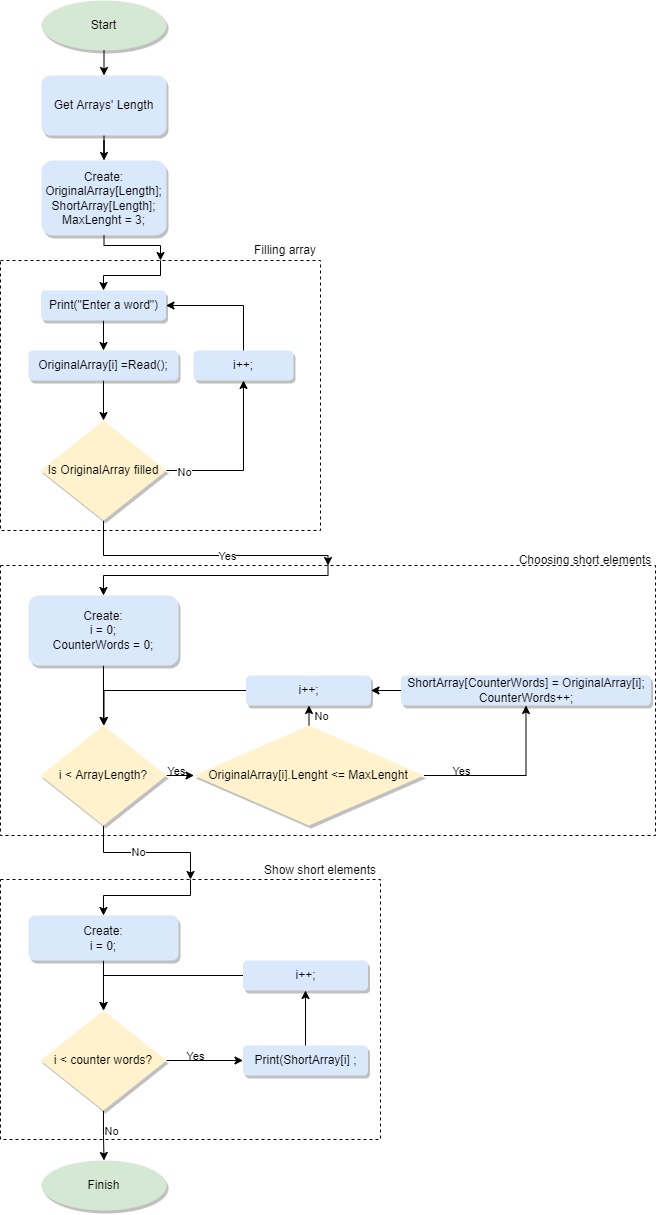 Start
Get Arrays' Length
Create:
OriginalArray[Length];
ShortArray[Length];
MaxLenght = 3;
Filling array
Print("Enter a word")
OriginalArray[i] =Read();
i++;
Is OriginalArray filled
No
Yes
Choosing short elements
Create:
i = 0;
CounterWords = 0;
i++;
ShortArray[CounterWords] = OriginalArray[i];
CounterWords++;
No
i < ArrayLength?
Yes
OriginalArray[i].Lenght <= MaxLenght
Yes
No
Show short elements
Create:
i = 0;
i++;
i < counter words?
Yes
Print(ShortArray[i] ;
No
Finish